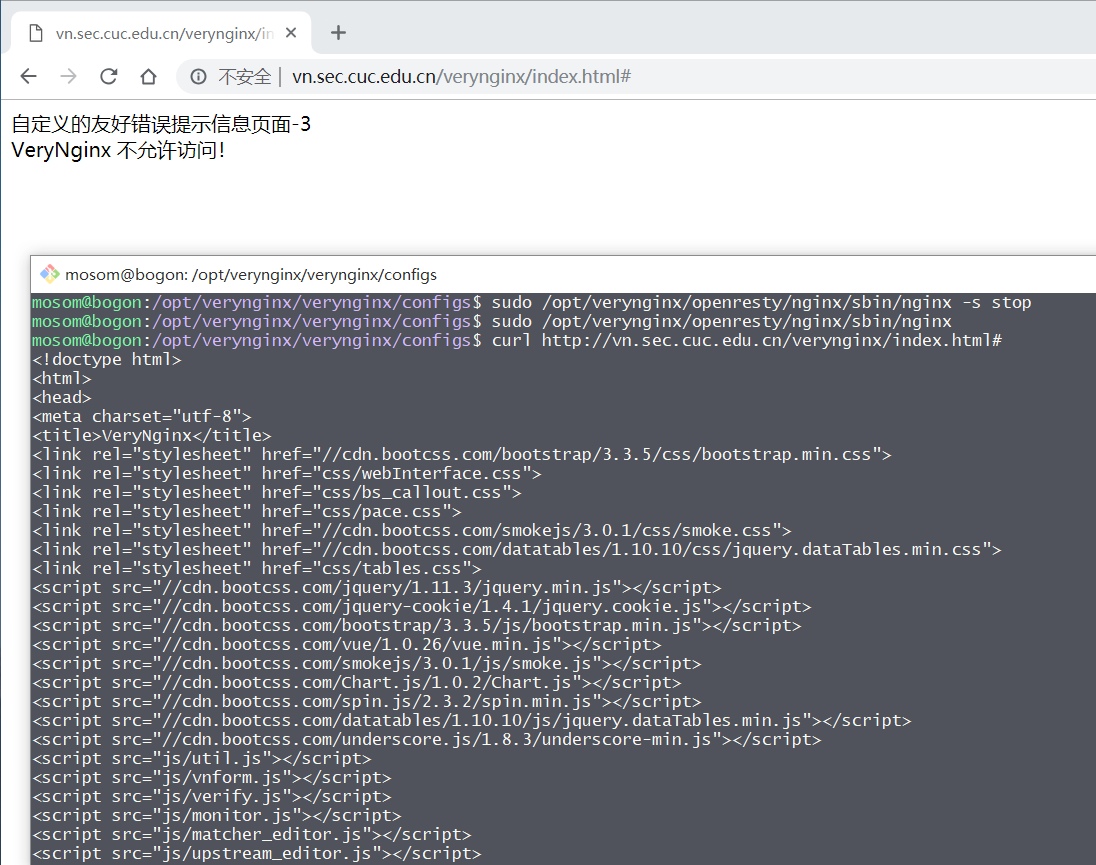 vn.sec.cuc.edu.cn/verynginx/in
不安全 | vn.sec.cuc.edu.cn/verynginx/index.html#
自定义的友好错误提示信息页面-3
VeryNginx 不允许访问！
mosom@bogon: /opt/verynginx/verynginx/configs
mosom@bogon:/opt/verynginx/verynginx/configs$ sudo /opt/verynginx/openresty/nginx/sbin/nginx -s stop
mosom@bogon:/opt/verynginx/verynginx/configs$ sudo /opt/verynginx/openresty/nginx/sbin/nginx
mosom@bogon:/opt/verynginx/verynginx/configs$ curl http://vn.sec.cuc.edu.cn/verynginx/index.html#
<!doctype html>
<html>
<head>
<meta charset="utf-8">
<title>VeryNginx</title>
<link rel="stylesheet" href="//cdn.bootcss.com/bootstrap/3.3.5/css/bootstrap.min.css">
<link rel="stylesheet" href="css/webInterface.css">
<link rel="stylesheet" href="css/bs_callout.css">
<link rel="stylesheet" href="css/pace.css">
<link rel="stylesheet" href="//cdn.bootcss.com/smokejs/3.0.1/css/smoke.css">
<link rel="stylesheet" href="//cdn.bootcss.com/datatables/1.10.10/css/jquery.dataTables.min.css">
<link rel="stylesheet" href="css/tables.css">
<script src="//cdn.bootcss.com/jquery/1.11.3/jquery.min.js"></script>
<script src="//cdn.bootcss.com/jquery-cookie/1.4.1/jquery.cookie.js"></script>
<script src="//cdn.bootcss.com/bootstrap/3.3.5/js/bootstrap.min.js"></script>
<script src="//cdn.bootcss.com/vue/1.0.26/vue.min.js"></script>
<script src="//cdn.bootcss.com/smokejs/3.0.1/js/smoke.js"></script>
<script src="//cdn.bootcss.com/Chart.js/1.0.2/Chart.js"></script>
<script src="//cdn.bootcss.com/spin.js/2.3.2/spin.min.js"></script>
<script src="//cdn.bootcss.com/datatables/1.10.10/js/jquery.dataTables.min.js"></script>
<script src="//cdn.bootcss.com/underscore.js/1.8.3/underscore-min.js"></script>
<script src="js/util.js"></script>
<script src="js/vnform.js"></script>
<script src="js/verify.js"></script>
<script src="js/monitor.js"></script>
<script src="js/matcher_editor.js"></script>
<script src="js/upstream_editor.js"></script>